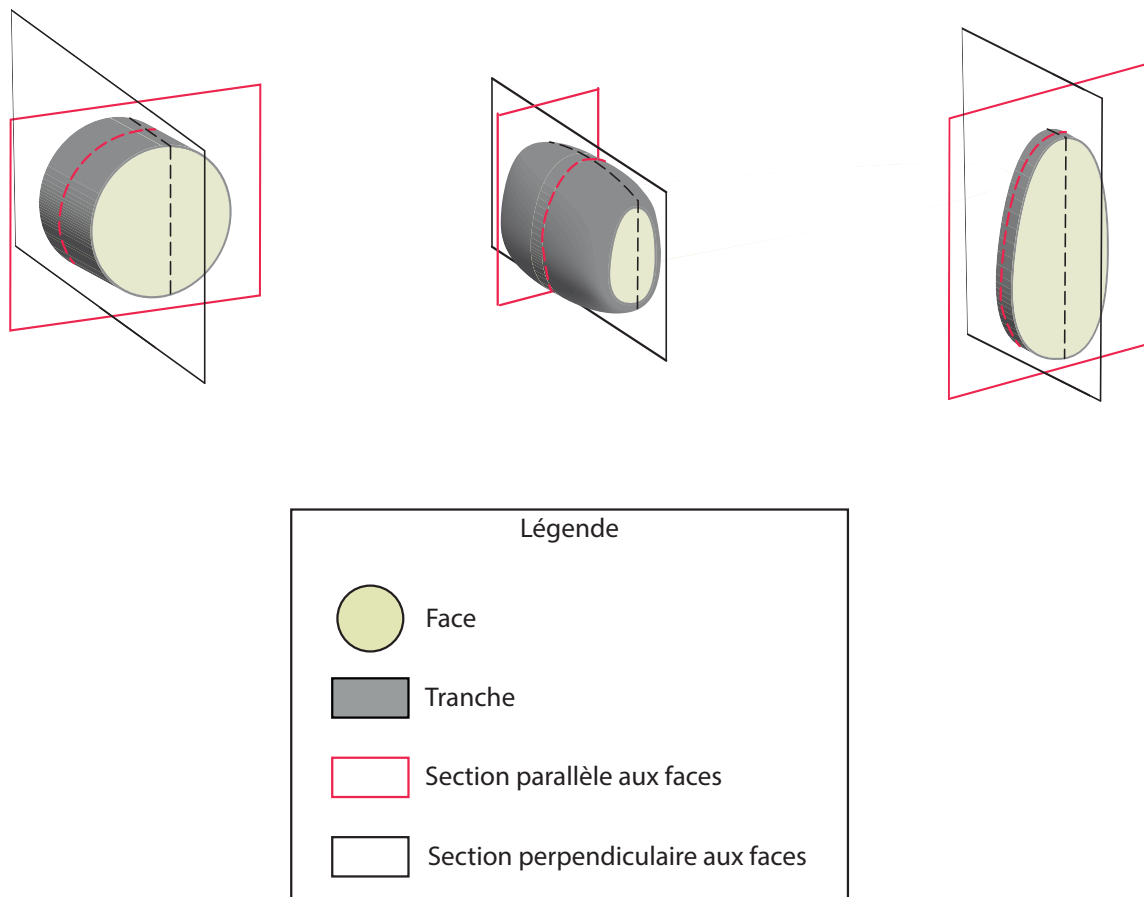 Légende
Face
Tranche
Section parallèle aux faces
Section perpendiculaire aux faces